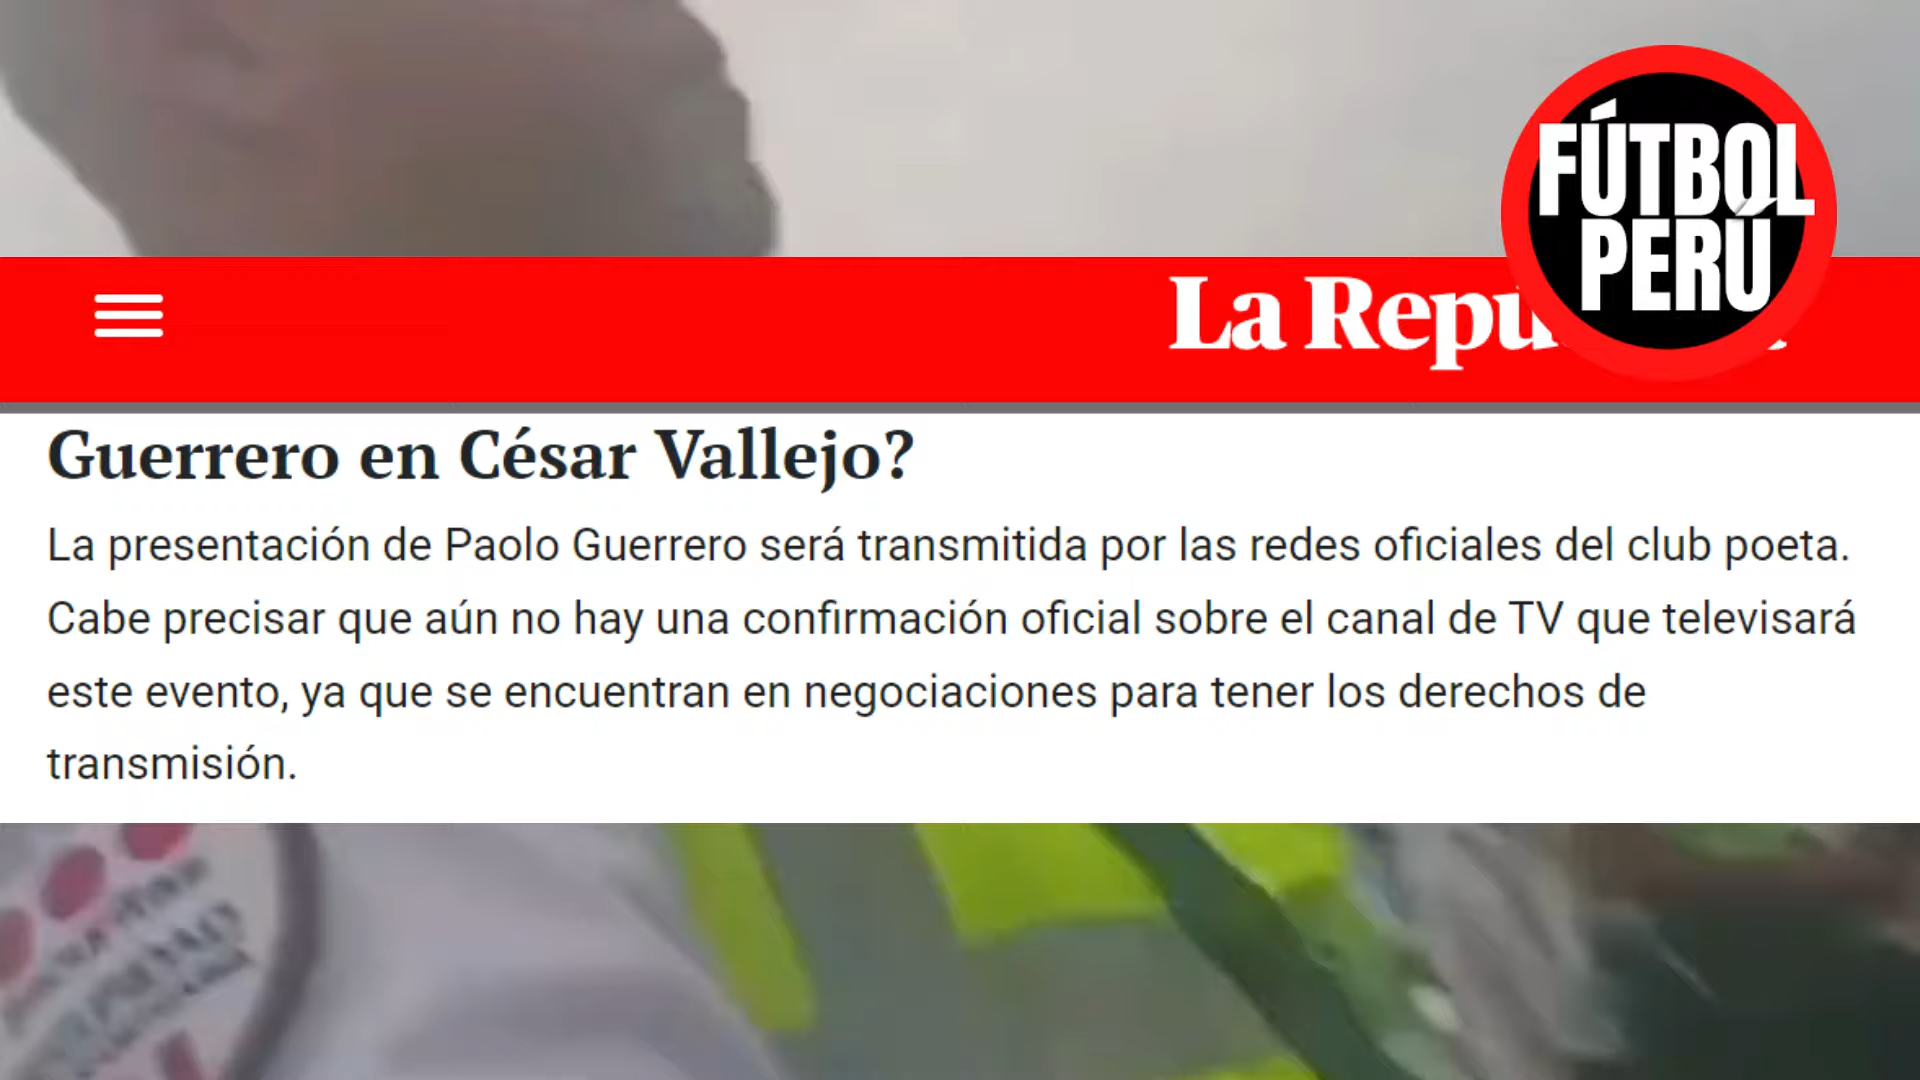 FÚTBOL
PERÚ
La Repú
Guerrero en César Vallejo?
La presentación de Paolo Guerrero será transmitida por las redes oficiales del club poeta.
Cabe precisar que aún no hay una confirmación oficial sobre el canal de TV que televisará
este evento, ya que se encuentran en negociaciones para tener los derechos de
transmisión.